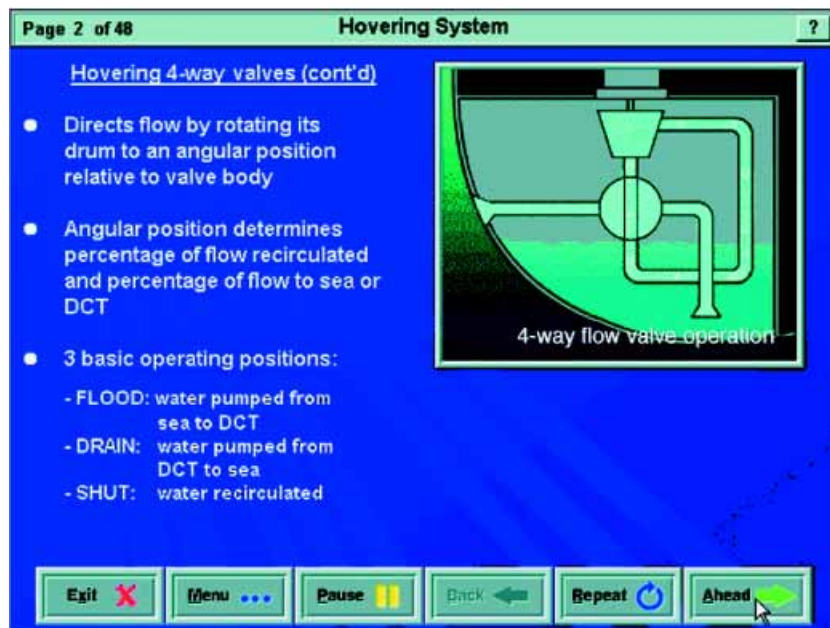 Page 2 of 48
Hovering System
?
Hovering 4-way valves (cont'd)
Directs flow by rotating its
drum to an angular position
relative to valve body
Angular position determines
percentage of flow recirculated
and percentage of flow to sea or
DCT
3 basic operating positions:
- FLOOD: water pumped from
sea to DCT
- DRAIN: water pumped from
DCT to sea
- SHUT: water recirculated
4-way flow valve operation
Exit
Menu
Pause
Back
Repeat
Ahead